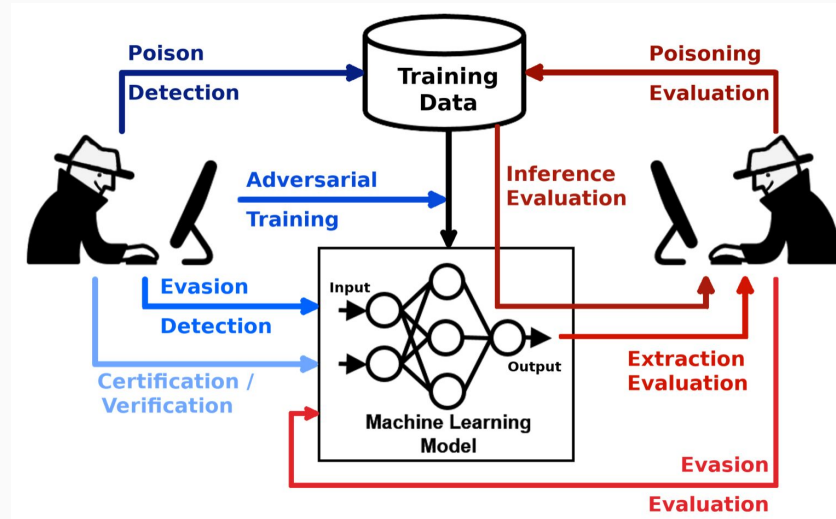 Poison
Detection
Training
Data
Poisoning
Evaluation
Adversarial
Training
Inference
Evaluation
Evasion
Detection
Certification /
Verification
Input
Output
Machine Learning
Model
Extraction
Evaluation
Evasion
Evaluation